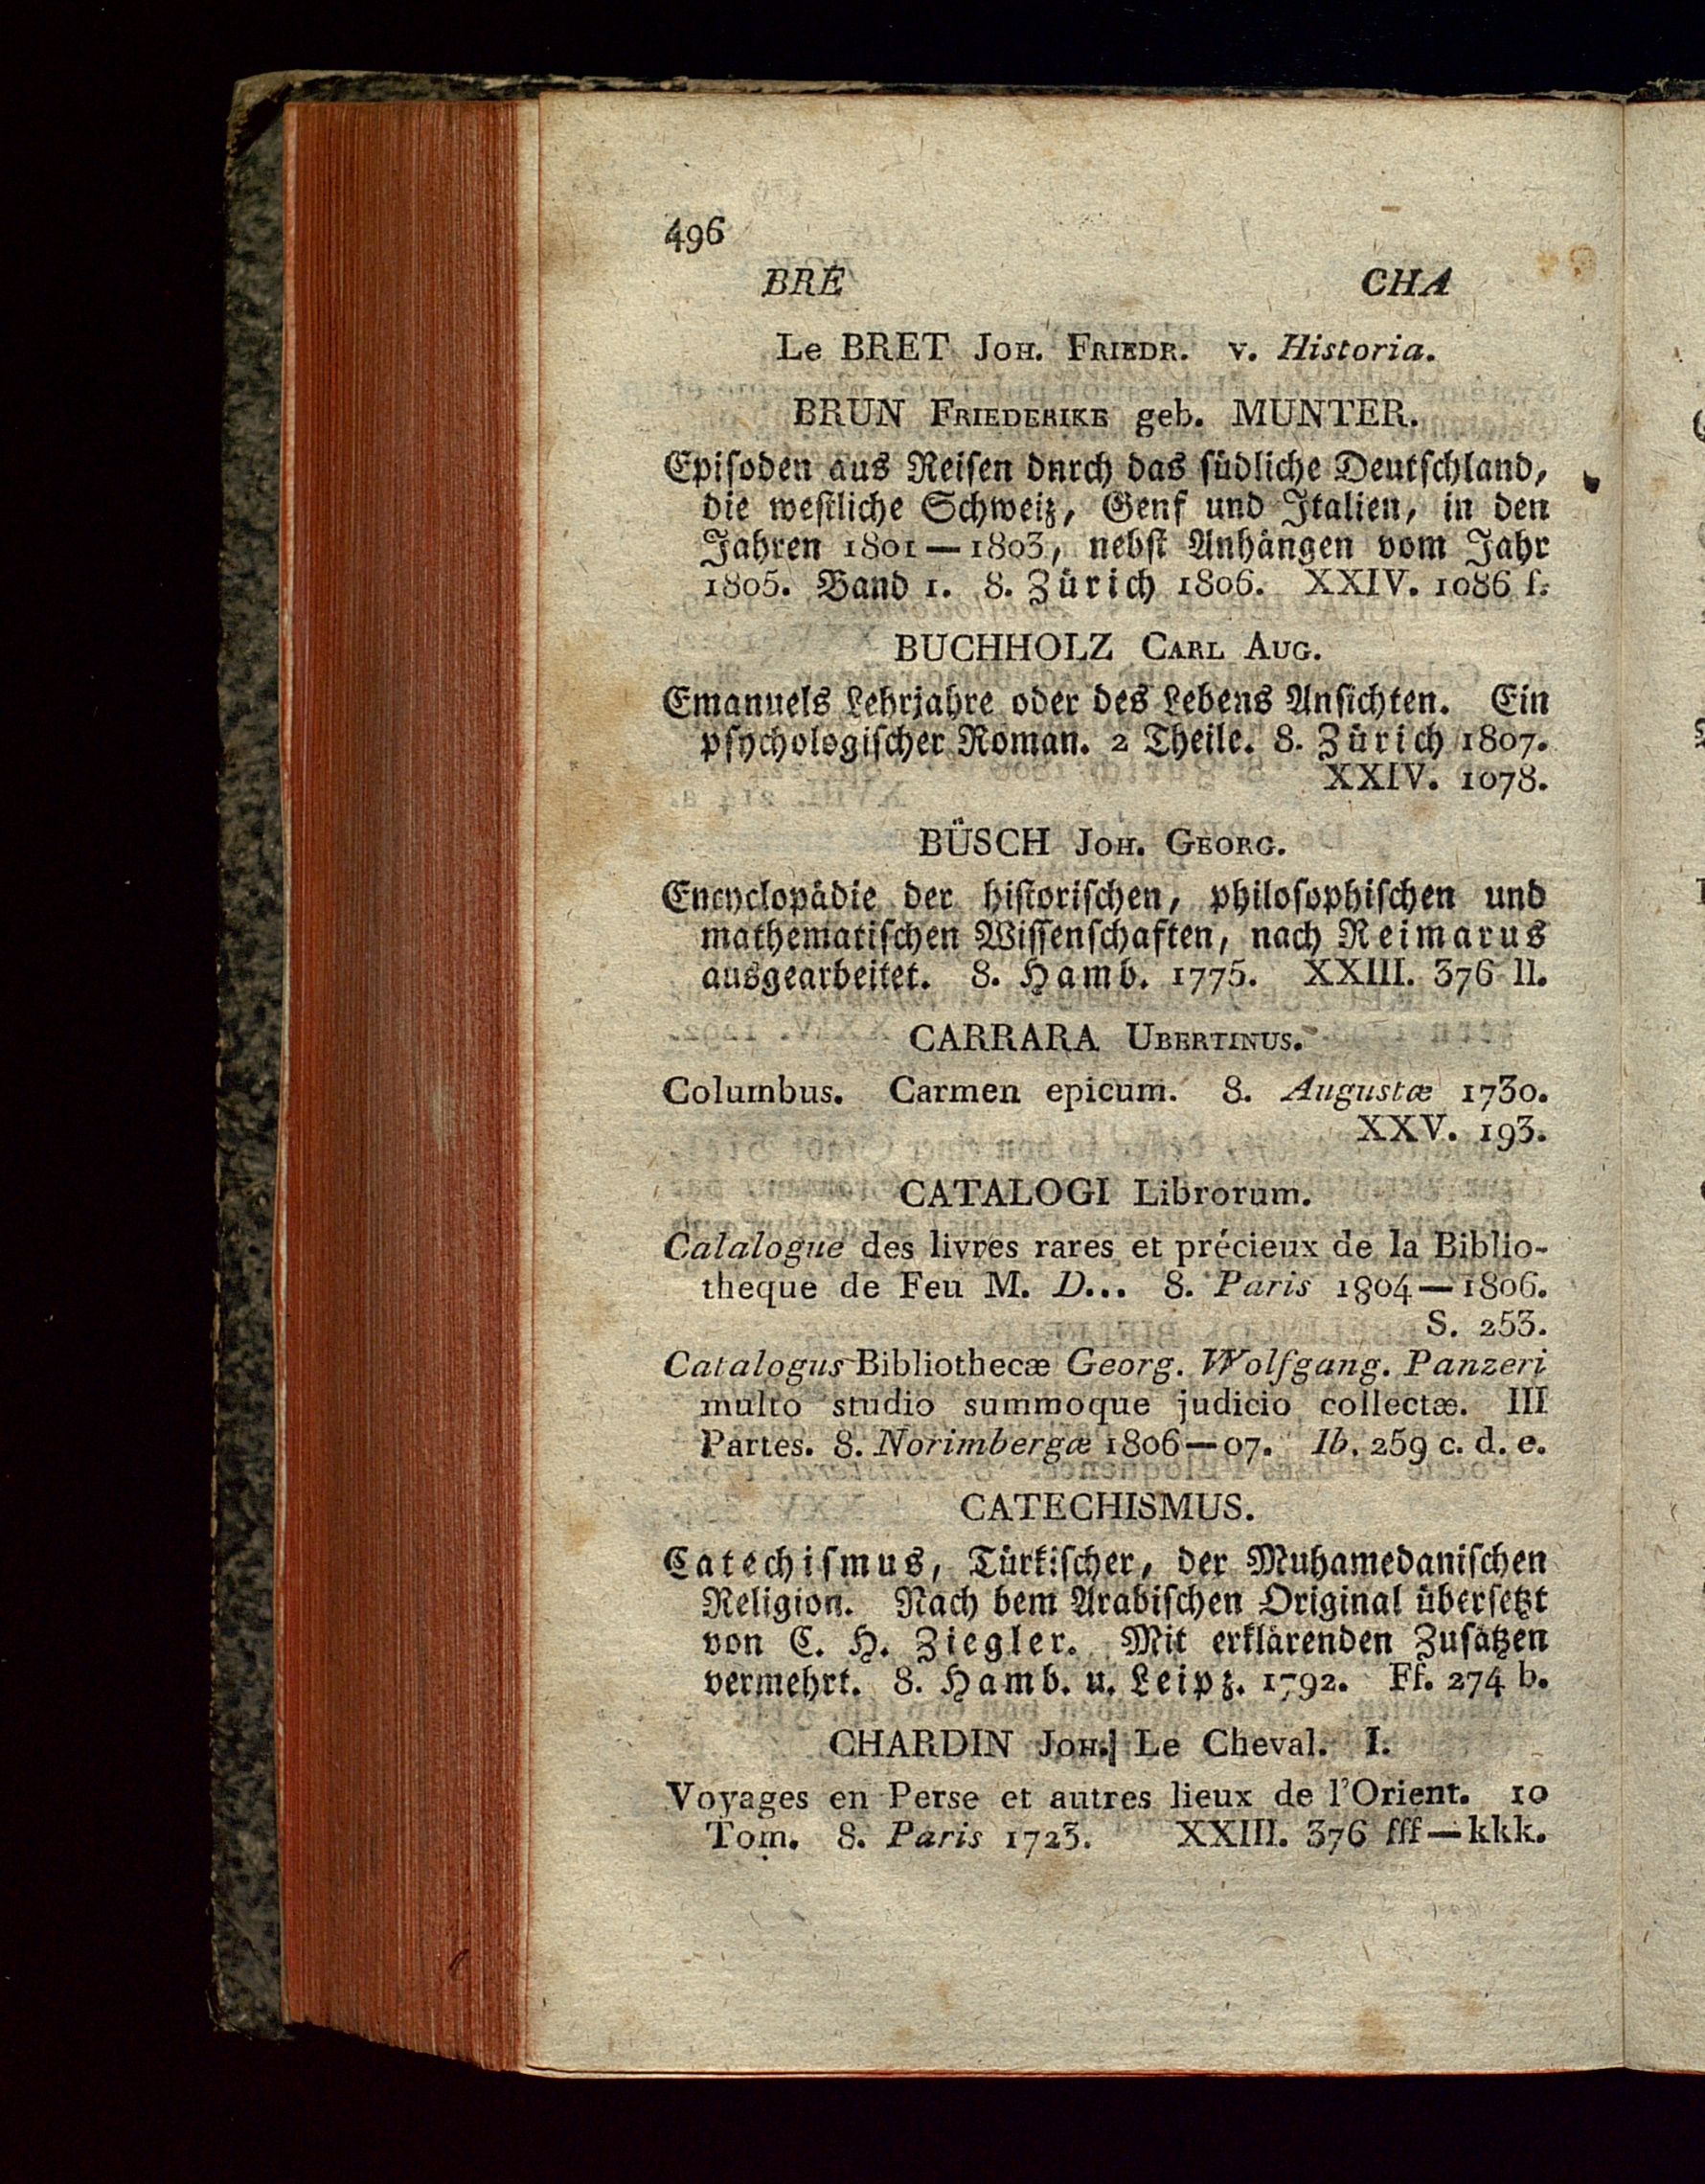 496
BRE CHA
Le BRET Joh. Friedr. v. Historia.
BRUN Friederike geb. MUNTER.
Episoden aus Reisen dnrch das südliche Deutschland,
die westliche Schweiz, Genf und Italien, in den
Jahren 1801—1803, nebst Anhängen vom Jahr
1805. Band 1. 8. Zürich 1806. XXIV. 1086 f.
BUCHHOLZ Carl Aug.
Emanuels Lehrjahre oder des Lebens Ansichten. Ein
psychologischer Roman. 2 Theile. 8. Zürich 1807.
XXIV. 1078.
BÜSCH Joh. Georg.
Encyclopädie der historischen, philosophischen und
mathematischen Wissenschaften, nach Reimarus
ausgearbeitet. 8. Hamb. 1775. XXIII. 376 ll.
CARRARA Ubertinus.
Columbus. Carmen epicum. 8. Augustæ 1730.
XXV. 193.
CATALOGI Librorum.
Calalogue des livres rares et précieux de la Biblio-
theque de Feu M. D... 8. Paris 1804—1806.
S. 253.
Catalogus Bibliothecæ Georg. Wolfgang. Panzeri
multo studio summoque judicio collectæ. III
Partes. 8. Norimbergæ 1806—07. Ib. 259 c. d. e.
CATECHISMUS.
Catechismus, Türkischer, der Muhamedanischen
Religion. Nach bem Arabischen Original übersetzt
von C. H. Ziegler. Mit erklärenden Zusätzen
vermehrt. 8. Hamb. u. Leipz. 1792. Ff. 274 b.
CHARDIN Joh.] Le Cheval. I.
Voyages en Perse et autres lieux de l'Orient. 10
Tom. 8. Paris 1723. XXIII. 376 fff—kkk.